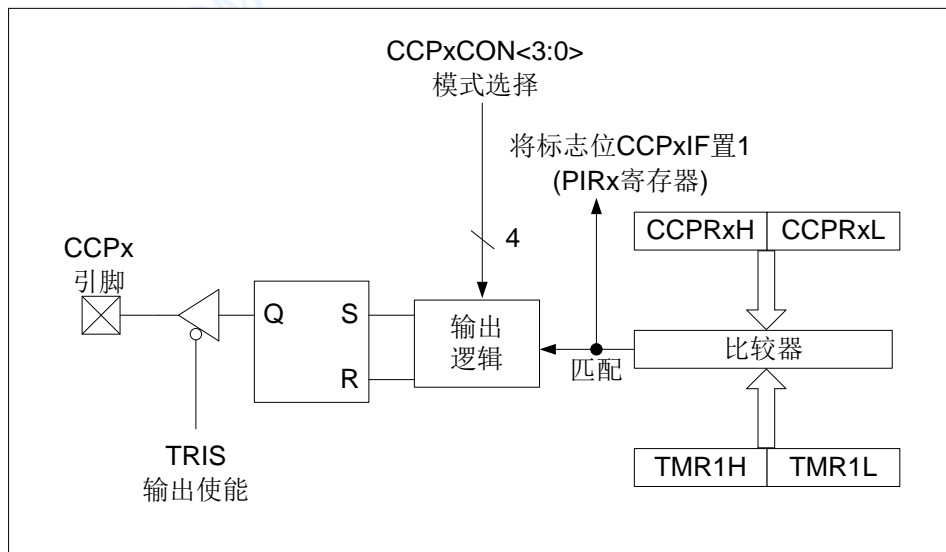 CCPxCON<3:0>
模式选择
将标志位CCPxIF置1
(PIRx寄存器)
4
CCPRxH CCPRxL
CCPx
引脚
Q S
R
输出
逻辑
匹配
比较器
TRIS
输出使能
TMR1H TMR1L